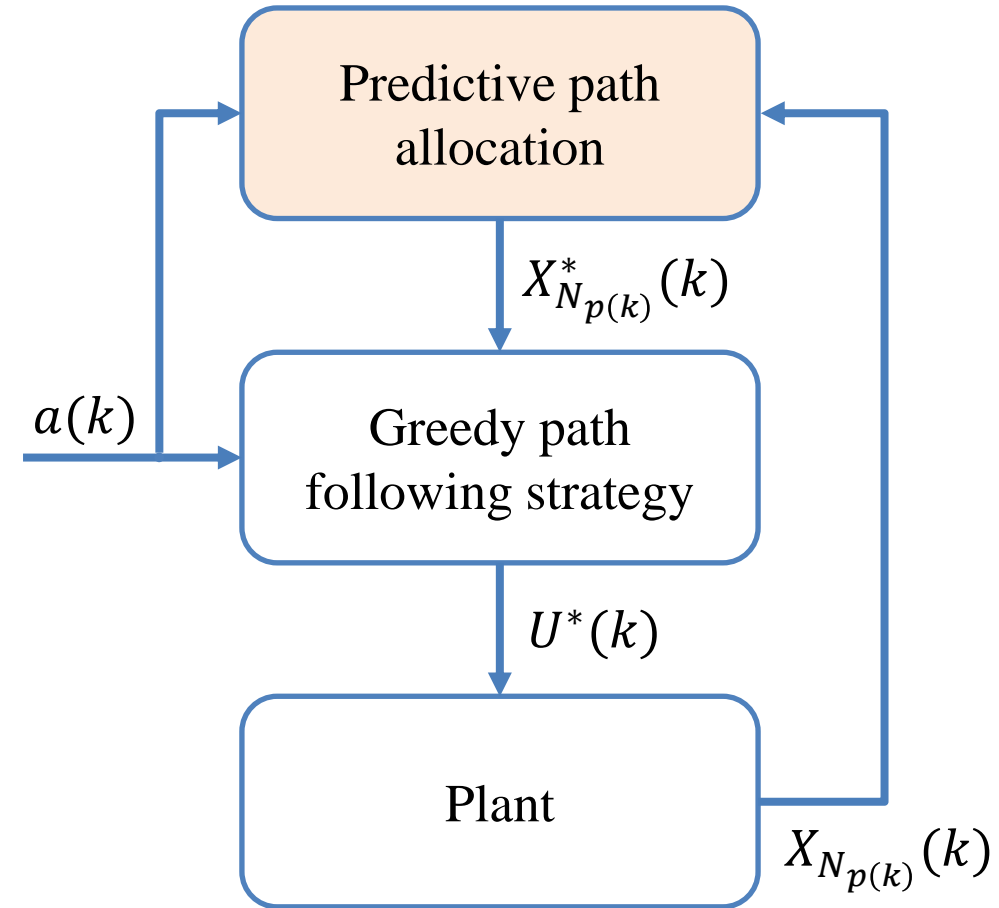 Predictive path
allocation
X*_{N_{p(k)}}(k)
a(k)
Greedy path
following strategy
U*(k)
Plant
X_{N_{p(k)}}(k)